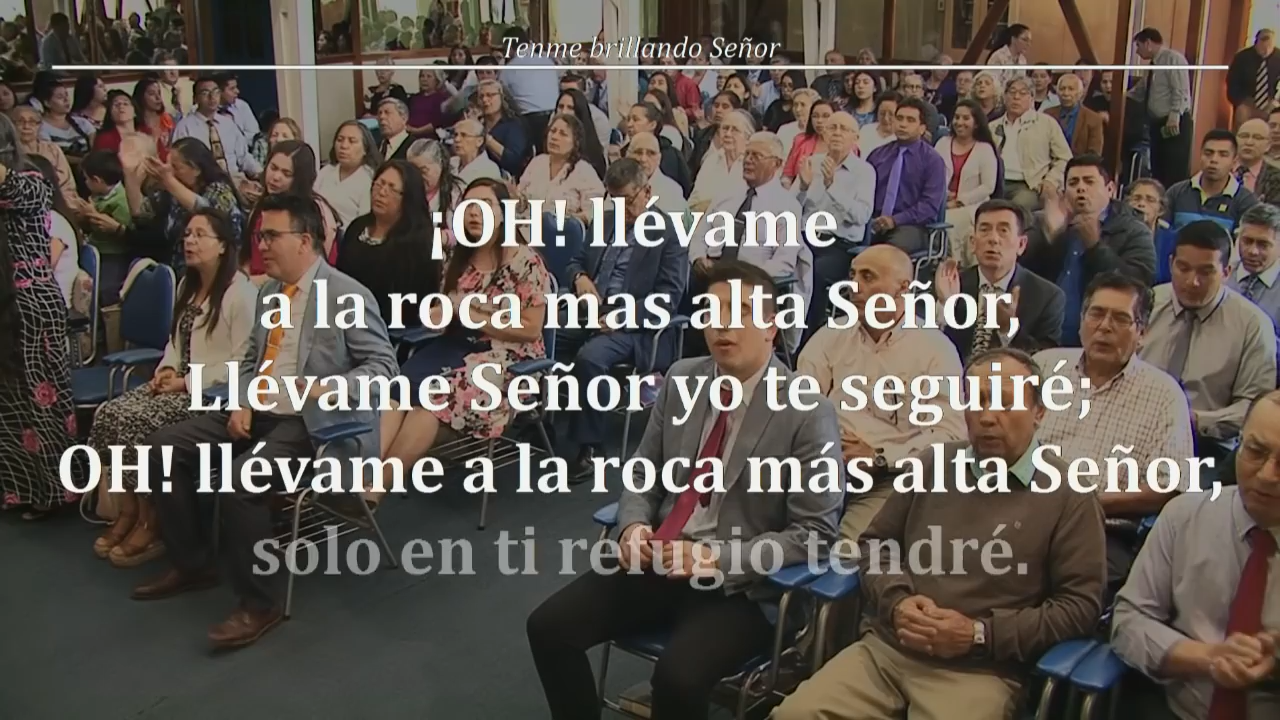 Tenme brillando Señor
¡OH! llévame
a la roca mas alta Señor,
Llévame Señor yo te seguiré;
OH! llévame a la roca más alta Señor,
solo en ti refugio tendré.